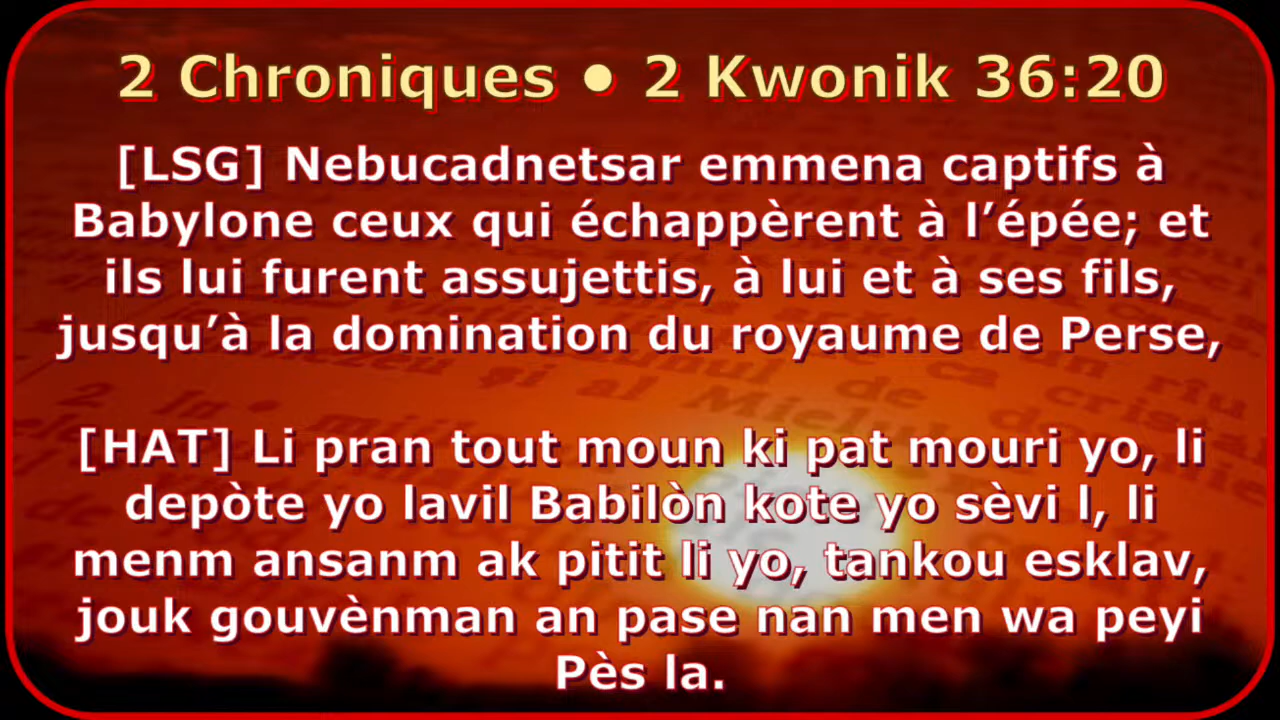 2 Chroniques • 2 Kwonik 36:20
[LSG] Nebucadnetsar emmena captifs à
Babylone ceux qui échappèrent à l’épée; et
ils lui furent assujettis, à lui et à ses fils,
jusqu’à la domination du royaume de Perse,
[HAT] Li pran tout moun ki pat mouri yo, li
depòte yo lavil Babilòn kote yo sèvi l, li
menm ansanm ak pitit li yo, tankou esklav,
jouk gouvènman an pase nan men wa peyi
Pès la.